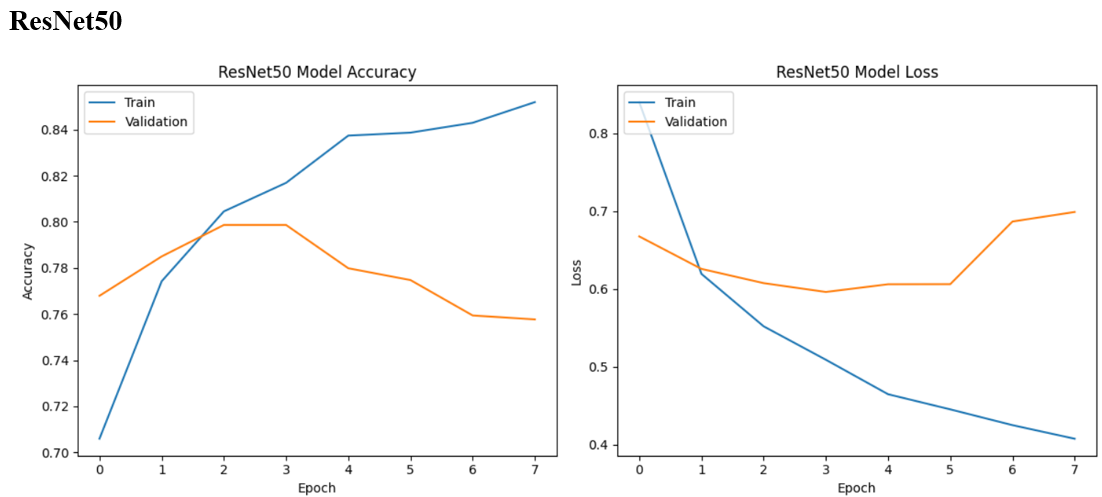 ResNet50
ResNet50 Model Accuracy
Train
Validation
0.84
0.82
0.80
0.78
0.76
0.74
0.72
0.70
Accuracy
0 1 2 3 4 5 6 7
Epoch
ResNet50 Model Loss
Train
Validation
0.8
0.7
0.6
0.5
0.4
Loss
0 1 2 3 4 5 6 7
Epoch